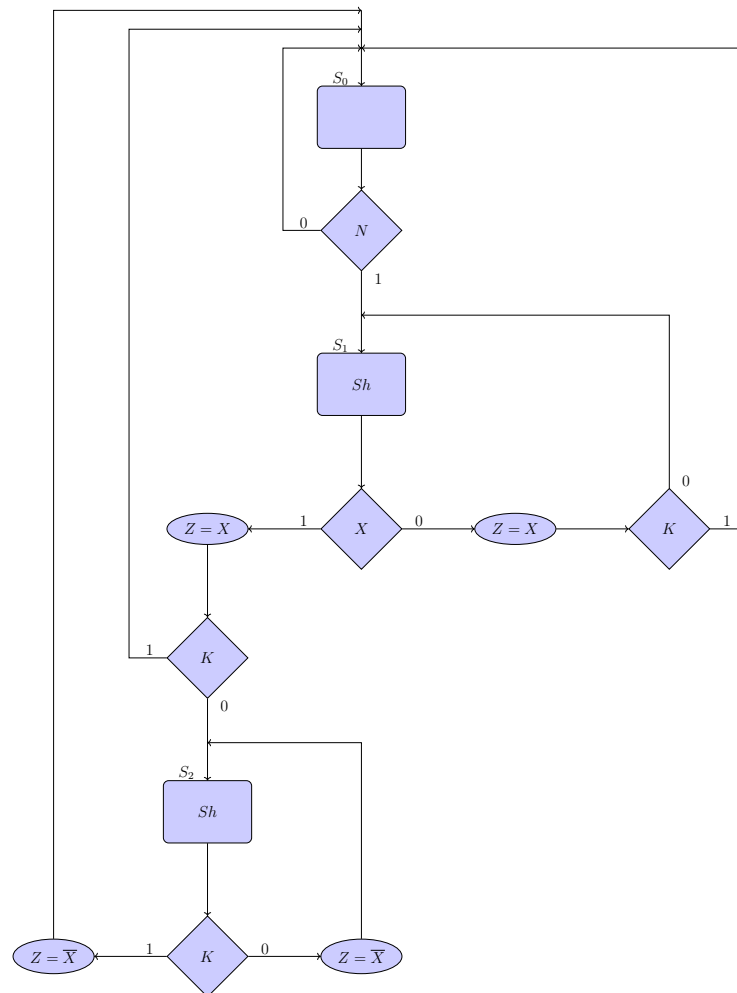 S₀
N
0
1
S₁
Sh
0
Z = X
1
X
0
Z = X
K
1
1
K
0
S₂
Sh
Z = X̅
1
K
0
Z = X̅